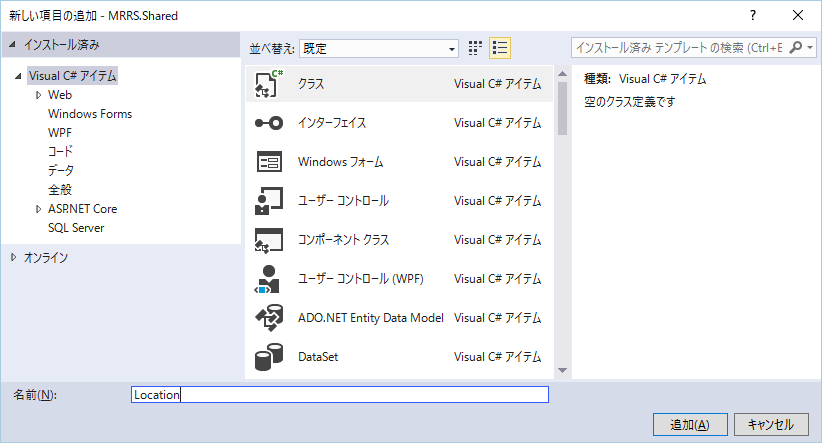 新しい項目の追加 - MRRS.Shared
?
インストール済み
並べ替え: 既定
インストール済み テンプレート の検索 (Ctrl+E
Visual C# アイテム
Web
Windows Forms
WPF
コード
データ
全般
ASP.NET Core
SQL Server
オンライン
C#
クラス Visual C# アイテム
インターフェイス Visual C# アイテム
Windows フォーム Visual C# アイテム
ユーザー コントロール Visual C# アイテム
コンポーネント クラス Visual C# アイテム
ユーザー コントロール (WPF) Visual C# アイテム
ADO.NET Entity Data Model Visual C# アイテム
DataSet Visual C# アイテム
種類: Visual C# アイテム
空のクラス定義です
名前(N): Location
追加(A) キャンセル